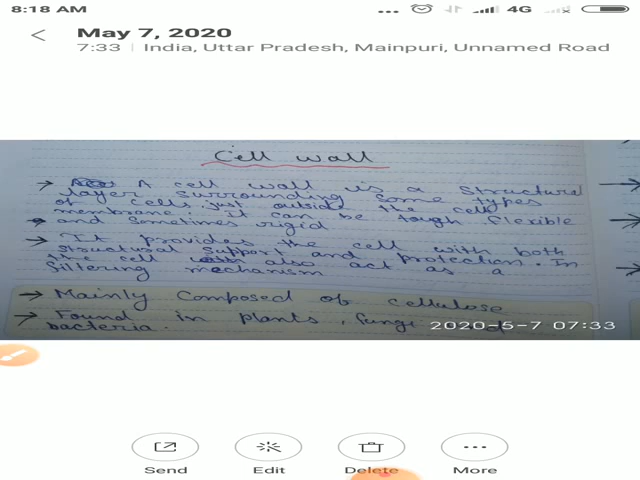 8:18 AM
4G
May 7, 2020
7:33 | India, Uttar Pradesh, Mainpuri, Unnamed Road
Cell wall
→ A cell wall is a structural
layer surrounding some types
of cells, just outside the cell
membrane. It can be tough, flexible
and sometimes rigid
→ It provides the cell with both
structural support and protection. In
the cell also act as a
filtering mechanism
→ Mainly composed of cellulose
→ Found in plants, fungi
bacteria.
2020-5-7 07:33
Send Edit Delete More